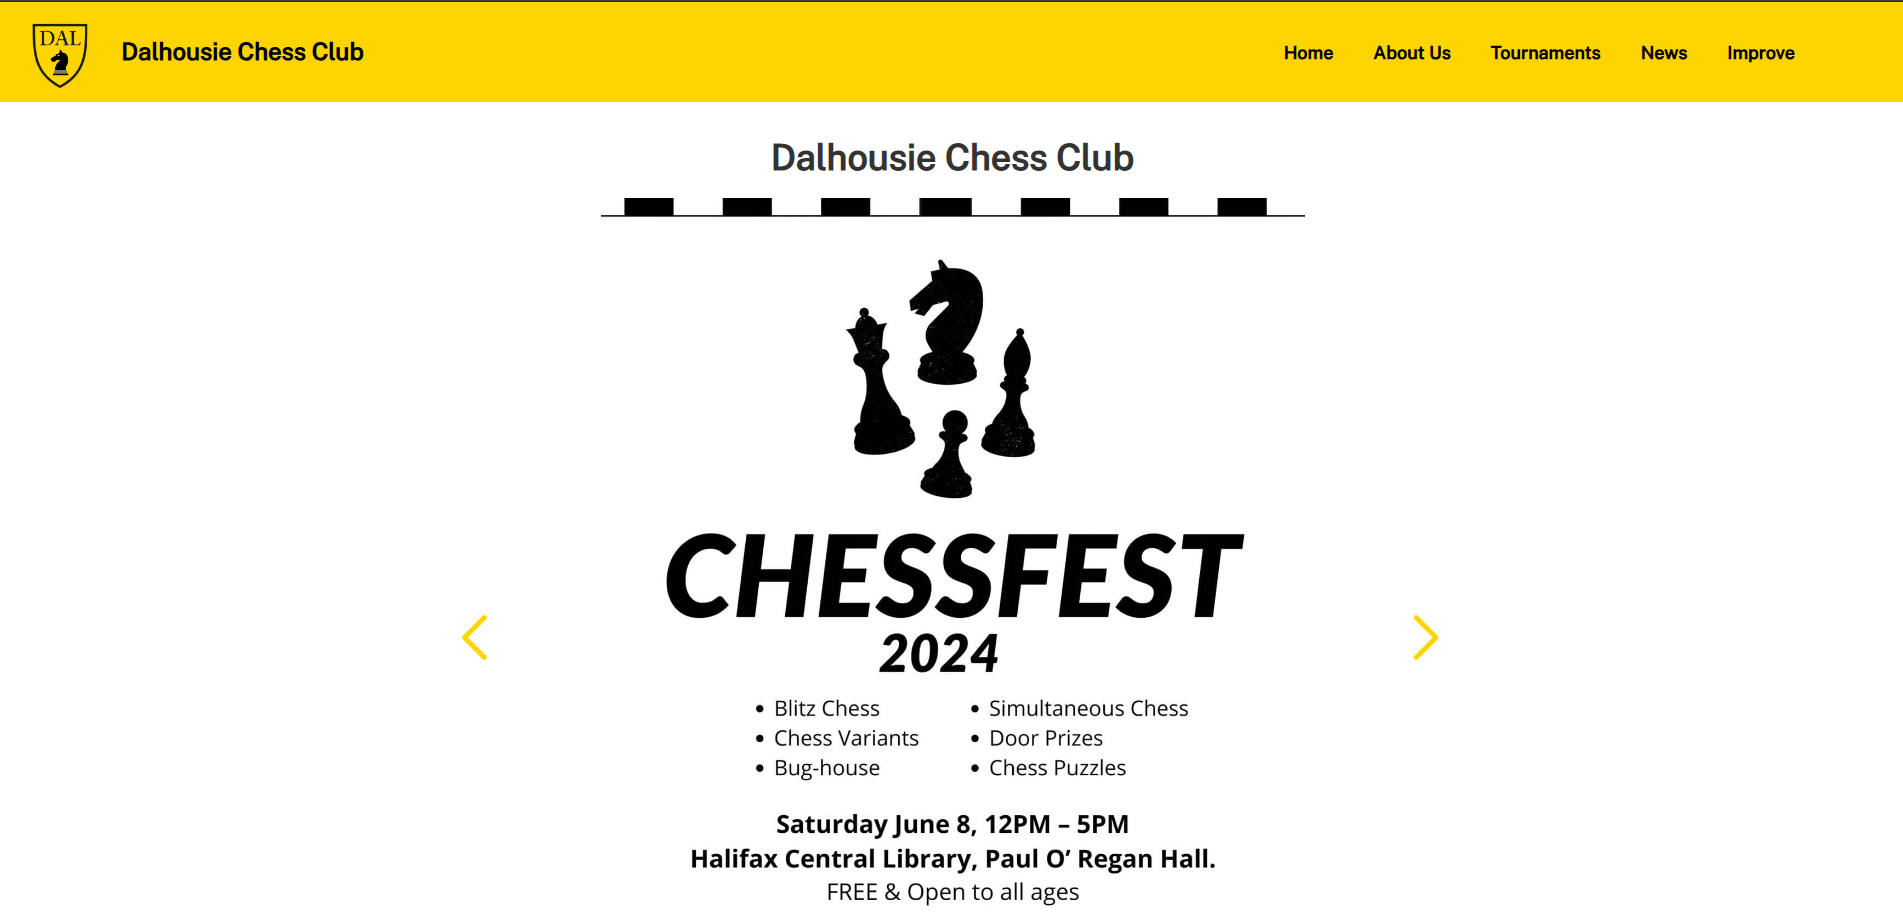 DAL
Dalhousie Chess Club
Home About Us Tournaments News Improve
Dalhousie Chess Club
CHESSFEST
2024
• Blitz Chess
• Chess Variants
• Bug-house
• Simultaneous Chess
• Door Prizes
• Chess Puzzles
Saturday June 8, 12PM – 5PM
Halifax Central Library, Paul O’ Regan Hall.
FREE & Open to all ages